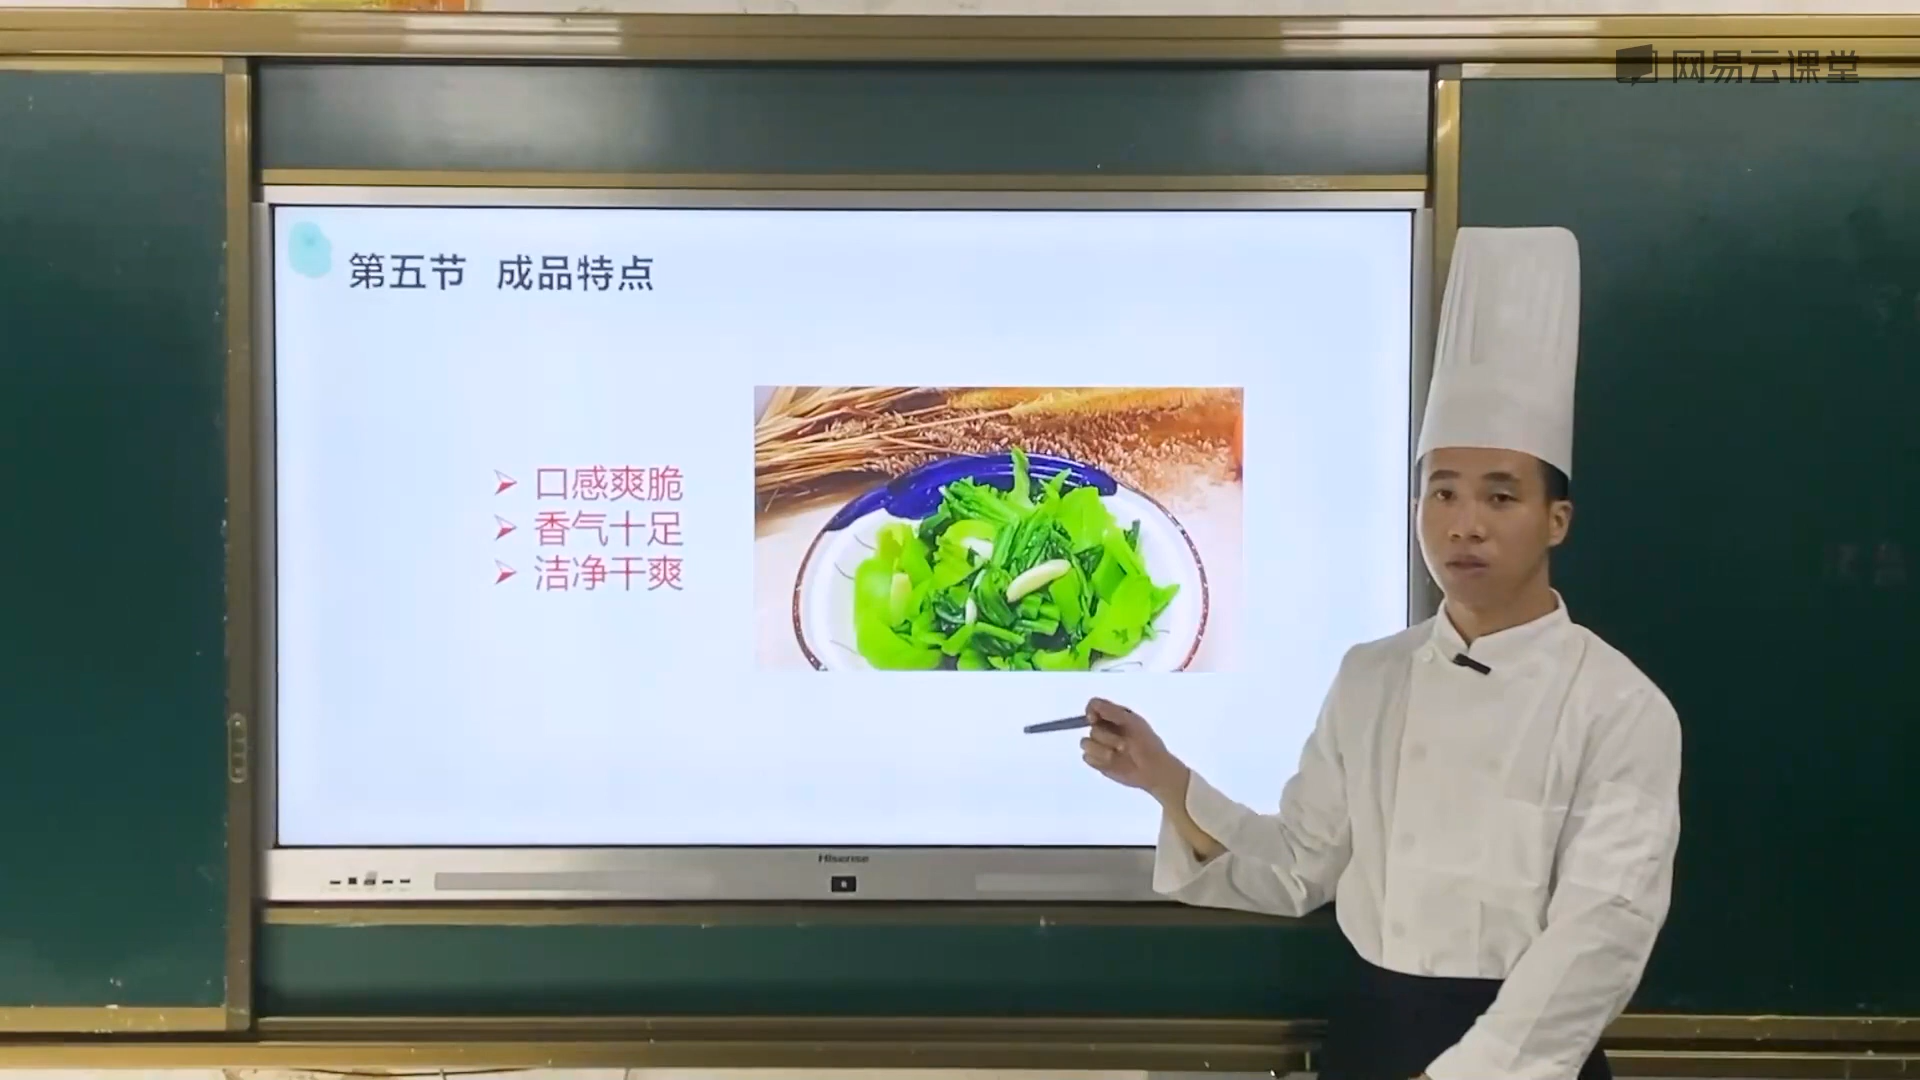 网易云课堂
第五节 成品特点
口感爽脆
香气十足
洁净干爽
Hisense